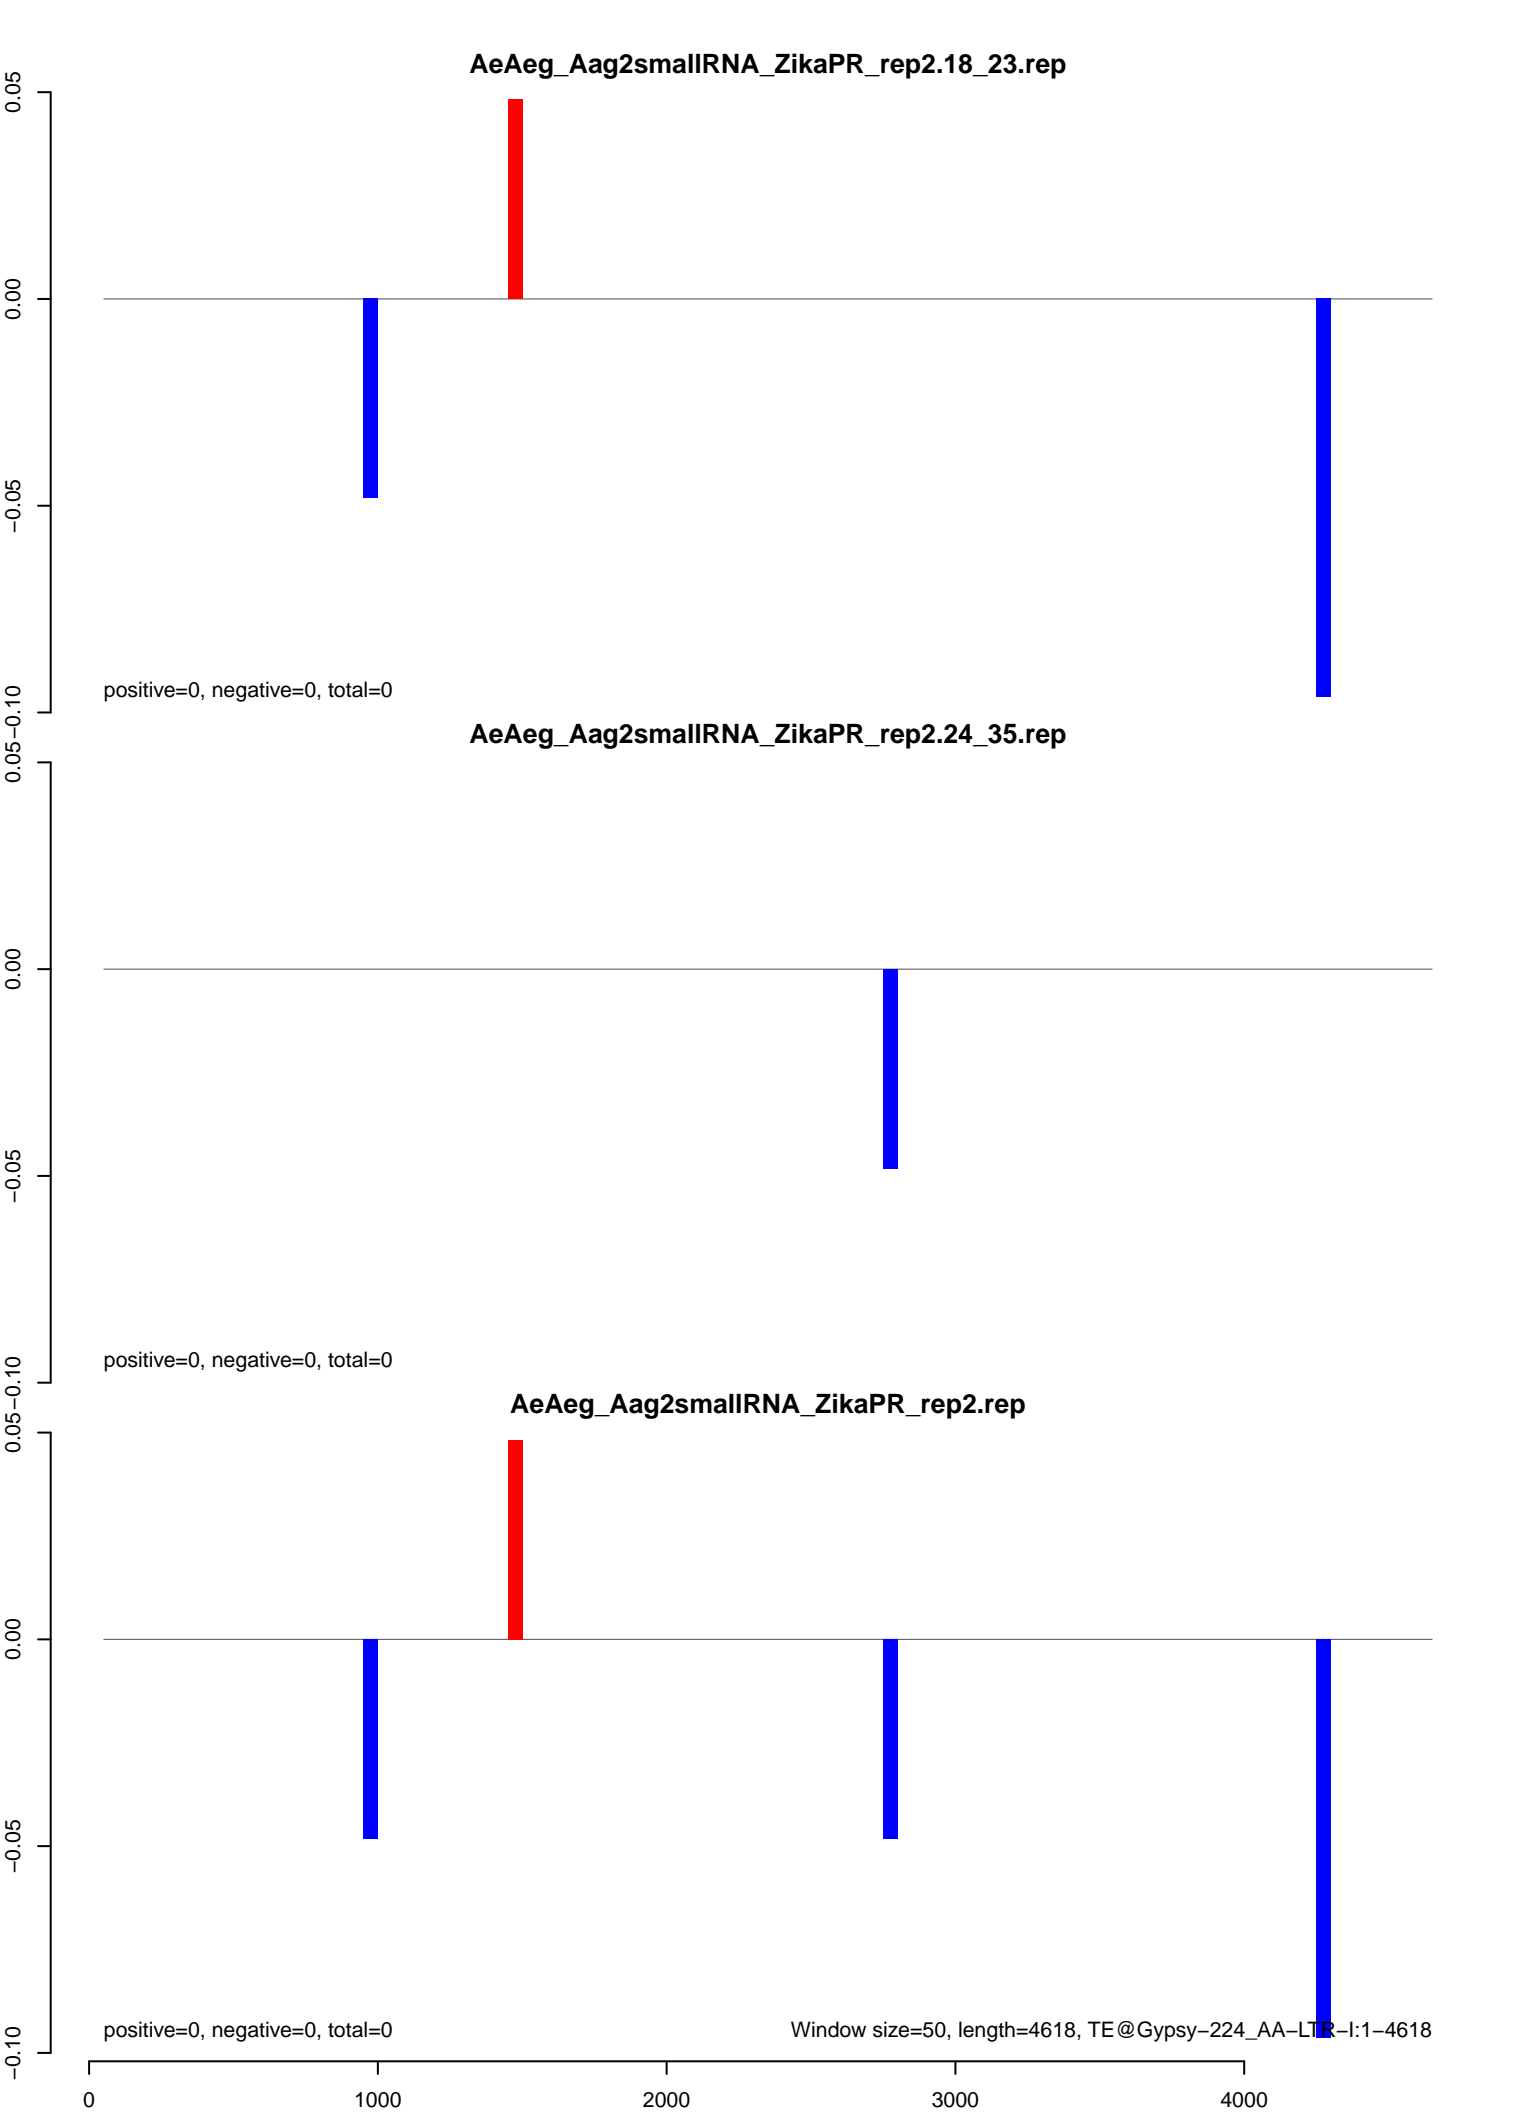 AeAeg_Aag2smallRNA_ZikaPR_rep2.18_23.rep
0.05
0.00
−0.05
−0.10
positive=0, negative=0, total=0
AeAeg_Aag2smallRNA_ZikaPR_rep2.24_35.rep
0.05
0.00
−0.05
−0.10
positive=0, negative=0, total=0
AeAeg_Aag2smallRNA_ZikaPR_rep2.rep
0.05
0.00
−0.05
−0.10
positive=0, negative=0, total=0
Window size=50, length=4618, TE@Gypsy−224_AA−LTR−I:1−4618
0 1000 2000 3000 4000